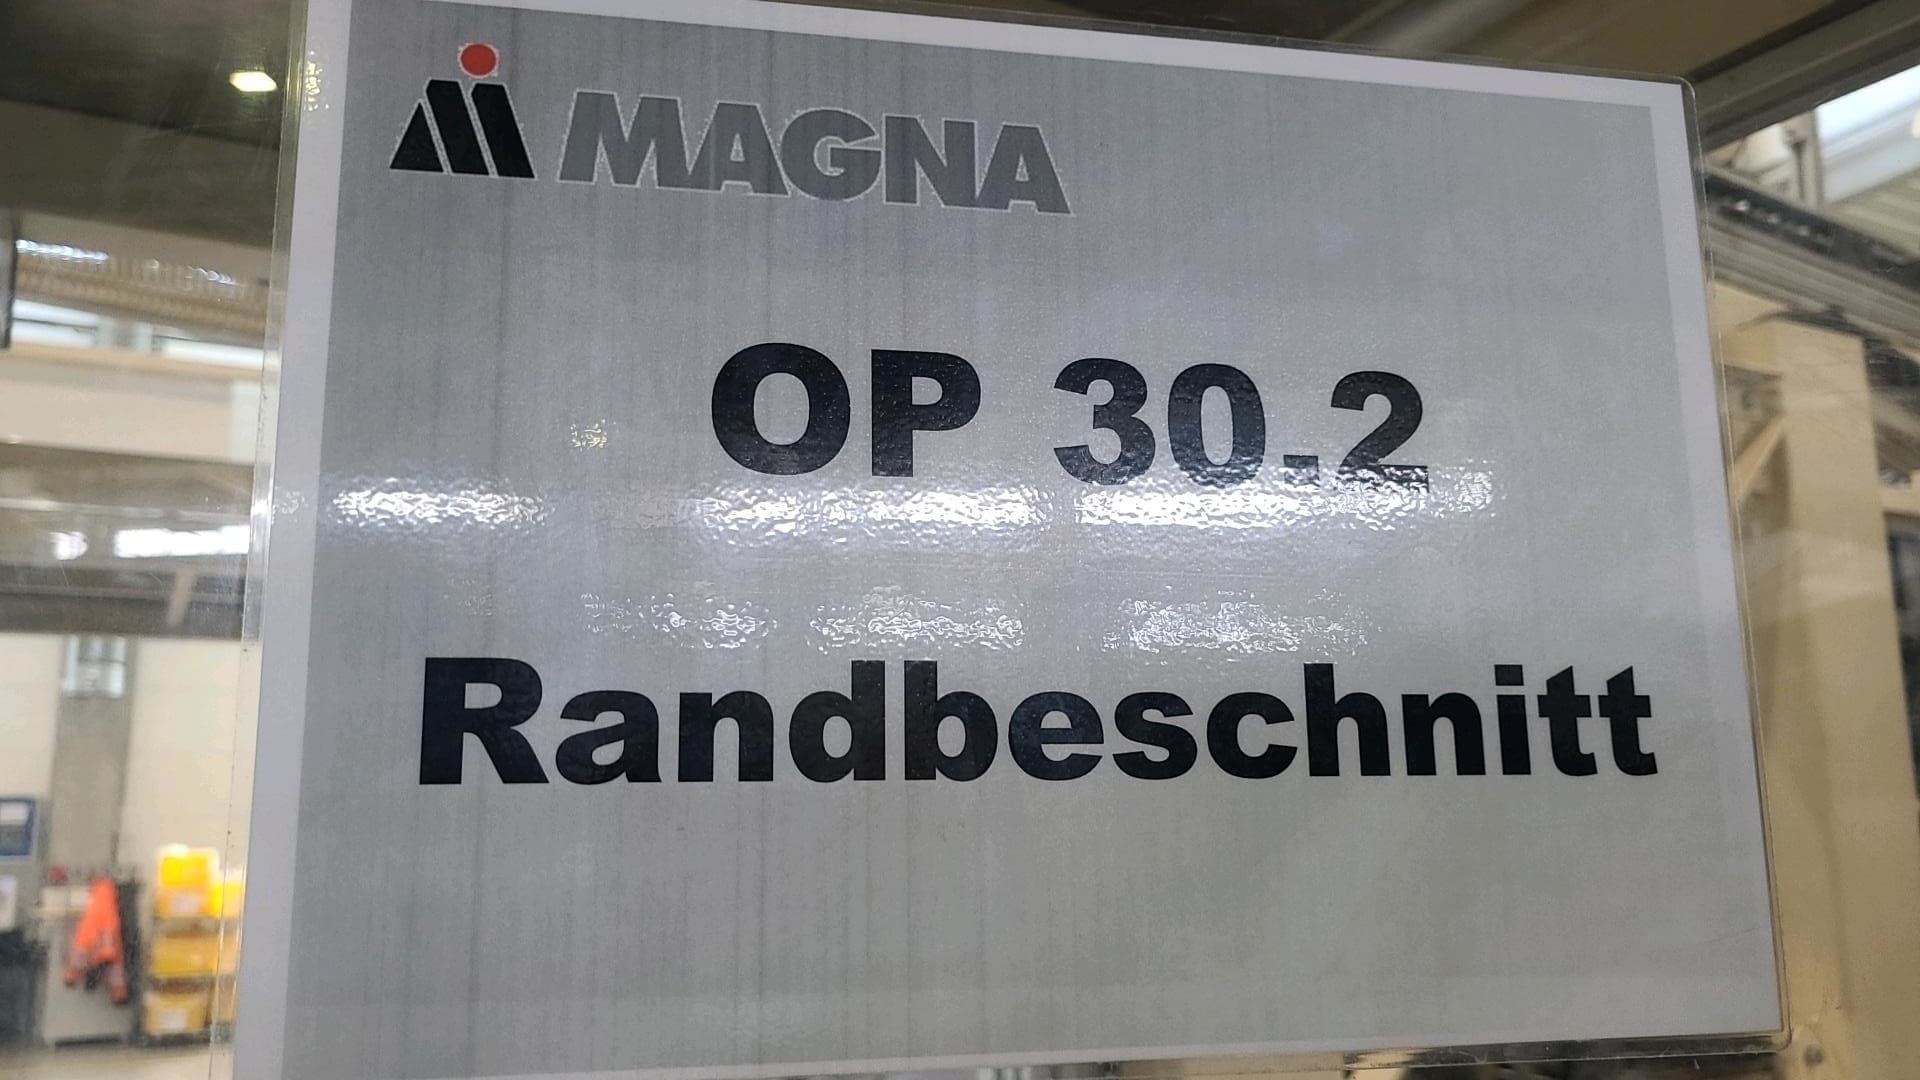 MAGNA
OP 30.2
Randbeschnitt